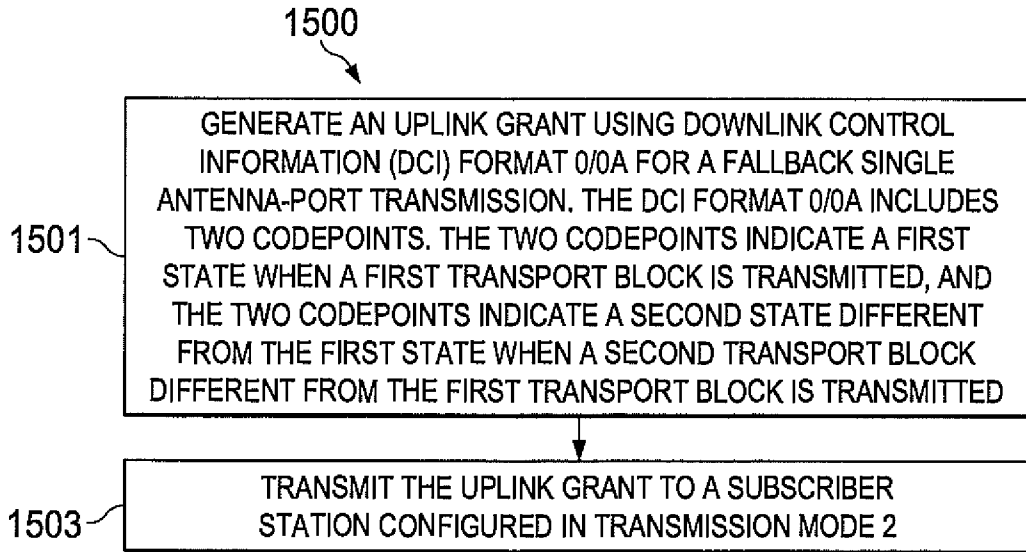 1500
GENERATE AN UPLINK GRANT USING DOWNLINK CONTROL
INFORMATION (DCI) FORMAT 0/0A FOR A FALLBACK SINGLE
ANTENNA-PORT TRANSMISSION. THE DCI FORMAT 0/0A INCLUDES
TWO CODEPOINTS. THE TWO CODEPOINTS INDICATE A FIRST
STATE WHEN A FIRST TRANSPORT BLOCK IS TRANSMITTED, AND
THE TWO CODEPOINTS INDICATE A SECOND STATE DIFFERENT
FROM THE FIRST STATE WHEN A SECOND TRANSPORT BLOCK
DIFFERENT FROM THE FIRST TRANSPORT BLOCK IS TRANSMITTED
1501
TRANSMIT THE UPLINK GRANT TO A SUBSCRIBER
STATION CONFIGURED IN TRANSMISSION MODE 2
1503